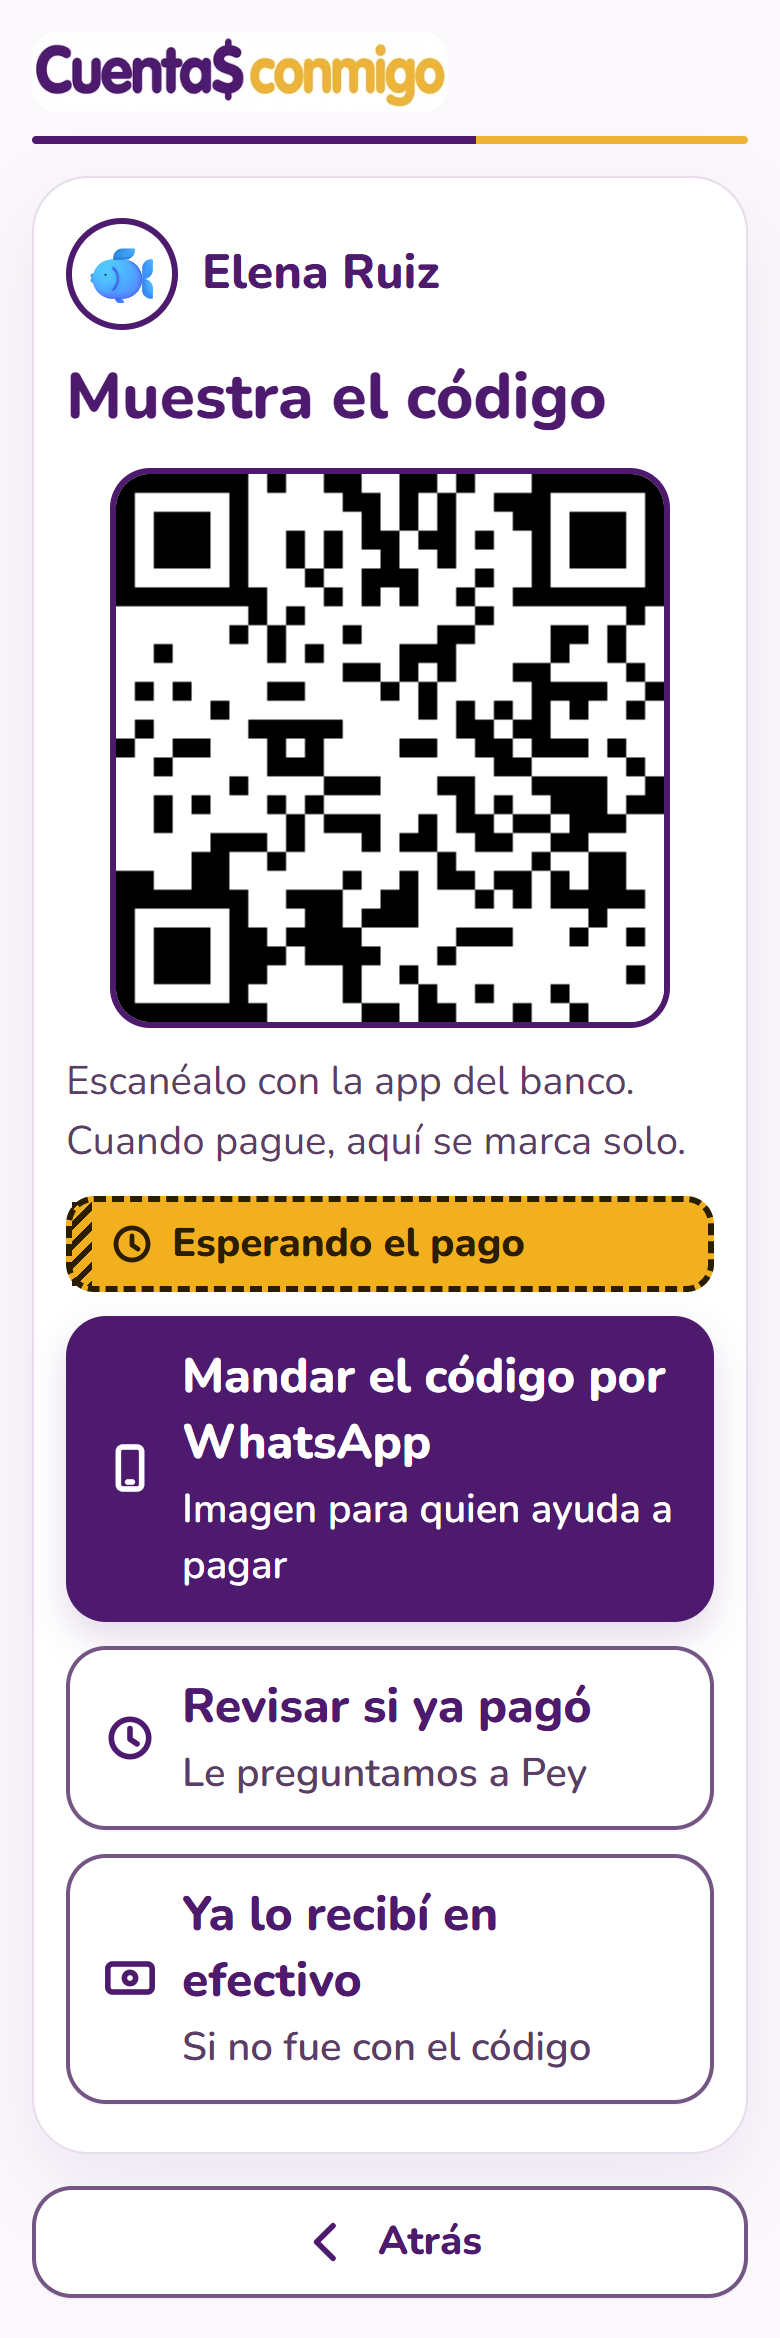 Cuenta$ conmigo
Elena Ruiz
Muestra el código
Escanéalo con la app del banco.
Cuando pague, aquí se marca solo.
Esperando el pago
Mandar el código por
WhatsApp
Imagen para quien ayuda a
pagar
Revisar si ya pagó
Le preguntamos a Pey
Ya lo recibí en
efectivo
Si no fue con el código
Atrás